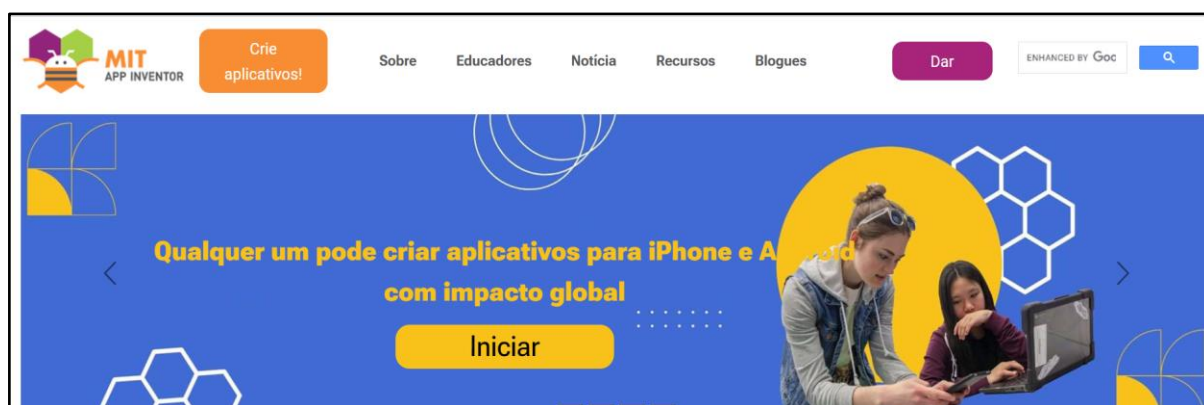 MIT
APP INVENTOR
Crie
aplicativos!
Sobre
Educadores
Notícia
Recursos
Blogues
Dar
ENHANCED BY Goo
Qualquer um pode criar aplicativos para iPhone e
com impacto global
Iniciar